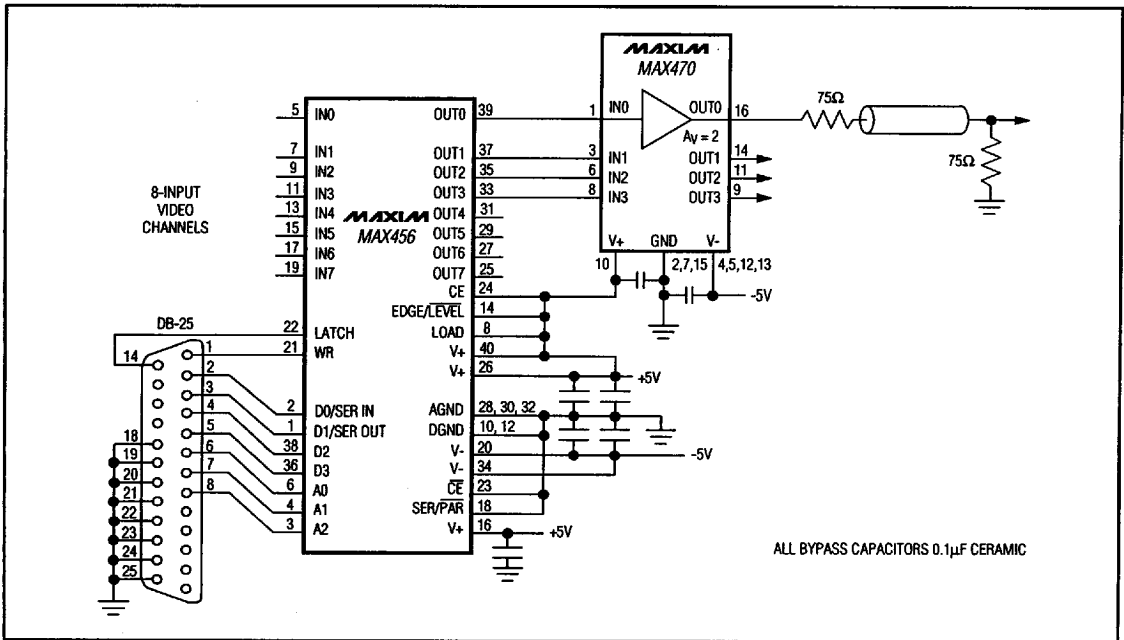 MAXIM
MAX470
1 IN0
OUT0 16
Av = 2
3 IN1
6 IN2
8 IN3
OUT1 14
OUT2 11
OUT3 9
V+ GND V-
10 2,7,15 4,5,12,13
-5V
75Ω
75Ω
8-INPUT
VIDEO
CHANNELS
MAXIM
MAX456
5 IN0
7 IN1
9 IN2
11 IN3
13 IN4
15 IN5
17 IN6
19 IN7
22 LATCH
21 WR
2 D0/SER IN
1 D1/SER OUT
38 D2
36 D3
6 A0
4 A1
3 A2
OUT0 39
OUT1 37
OUT2 35
OUT3 33
OUT4 31
OUT5 29
OUT6 27
OUT7 25
CE 24
EDGE/LEVEL 14
LOAD 8
V+ 40
V+ 26
+5V
AGND 28, 30, 32
DGND 10, 12
V- 20
-5V
V- 34
CE 23
SER/PAR 18
V+ 16
+5V
DB-25
14
1
2
3
4
5
6
7
8
18
19
20
21
22
23
24
25
ALL BYPASS CAPACITORS 0.1µF CERAMIC